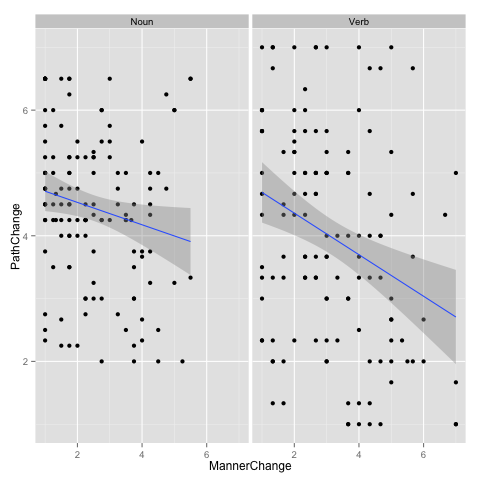 Noun Verb
6
4
2
2 4 6 2 4 6
PathChange
MannerChange